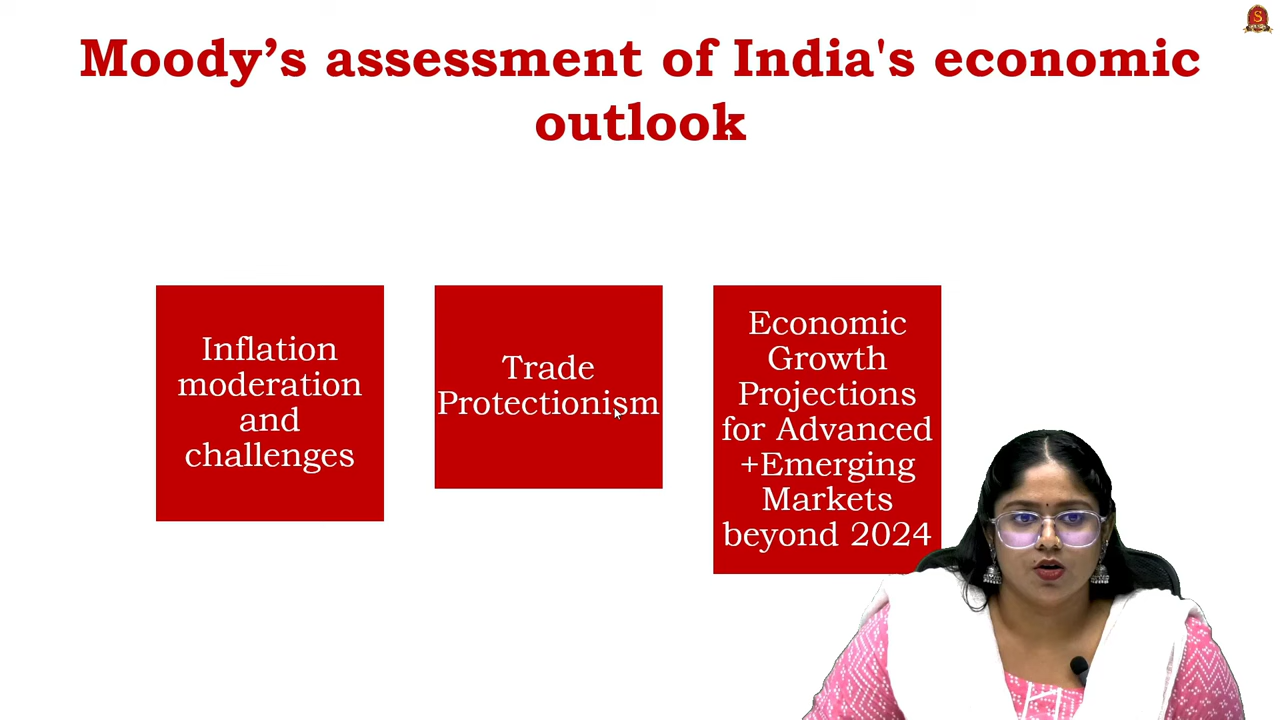 Moody’s assessment of India's economic
outlook
Inflation
moderation
and
challenges
Trade
Protectionism
Economic
Growth
Projections
for Advanced
+Emerging
Markets
beyond 2024